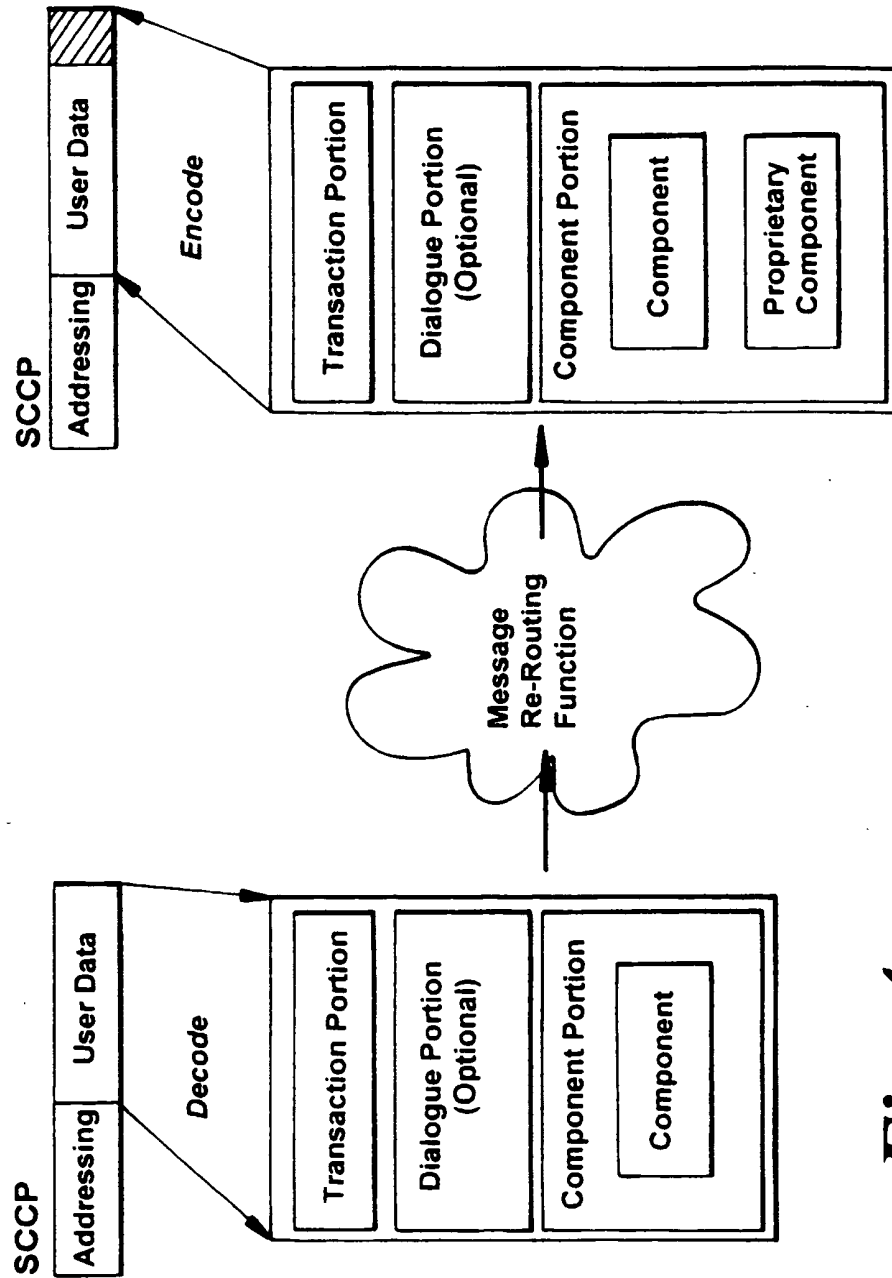 SCCP
Addressing
User Data
Decode
Transaction Portion
Dialogue Portion
(Optional)
Component Portion
Component
Message
Re-Routing
Function
SCCP
Addressing
User Data
Encode
Transaction Portion
Dialogue Portion
(Optional)
Component Portion
Component
Proprietary
Component